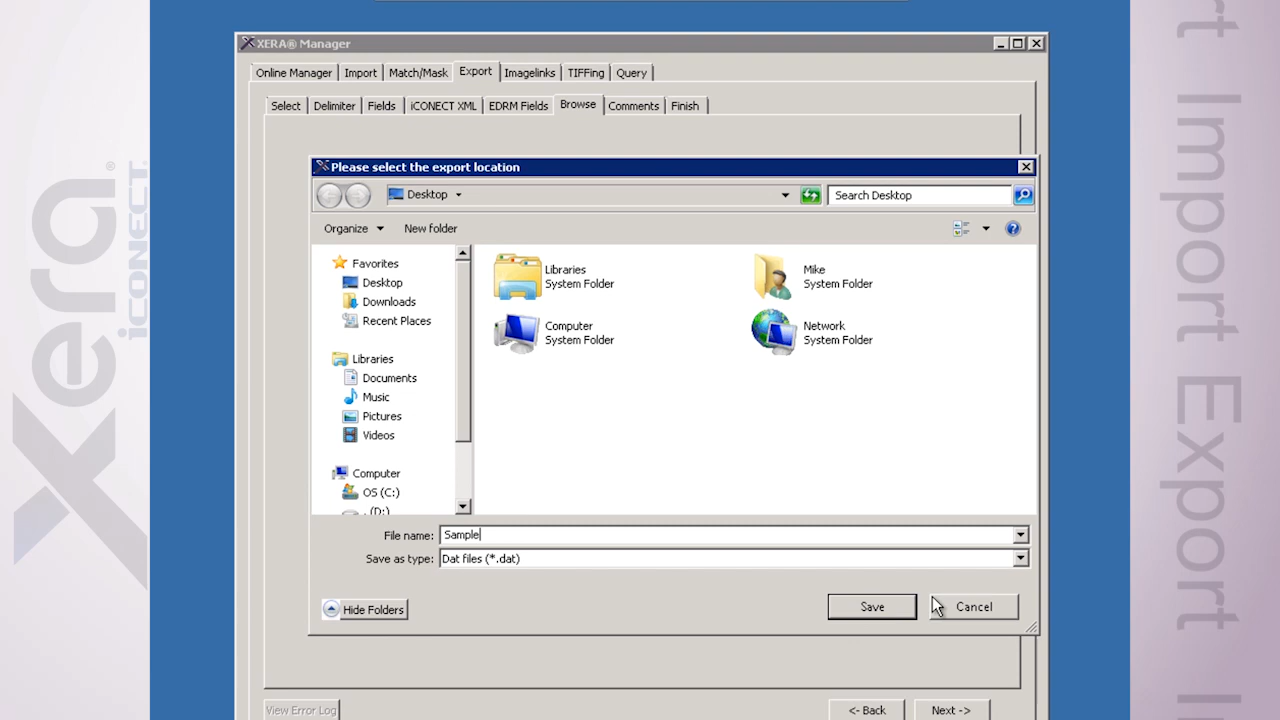 XERA® Manager
Online Manager Import Match/Mask Export Imagelinks TIFFing Query
Select Delimiter Fields iCONECT XML EDRM Fields Browse Comments Finish
Please select the export location
Desktop Search Desktop
Organize New folder
Favorites
Desktop
Downloads
Recent Places
Libraries
Documents
Music
Pictures
Videos
Computer
OS (C:)
(D:)
Libraries
System Folder
Mike
System Folder
Computer
System Folder
Network
System Folder
File name: Sample
Save as type: Dat files (*.dat)
Hide Folders Save Cancel
View Error Log <- Back Next ->
xera®
iCONECT
Import Export